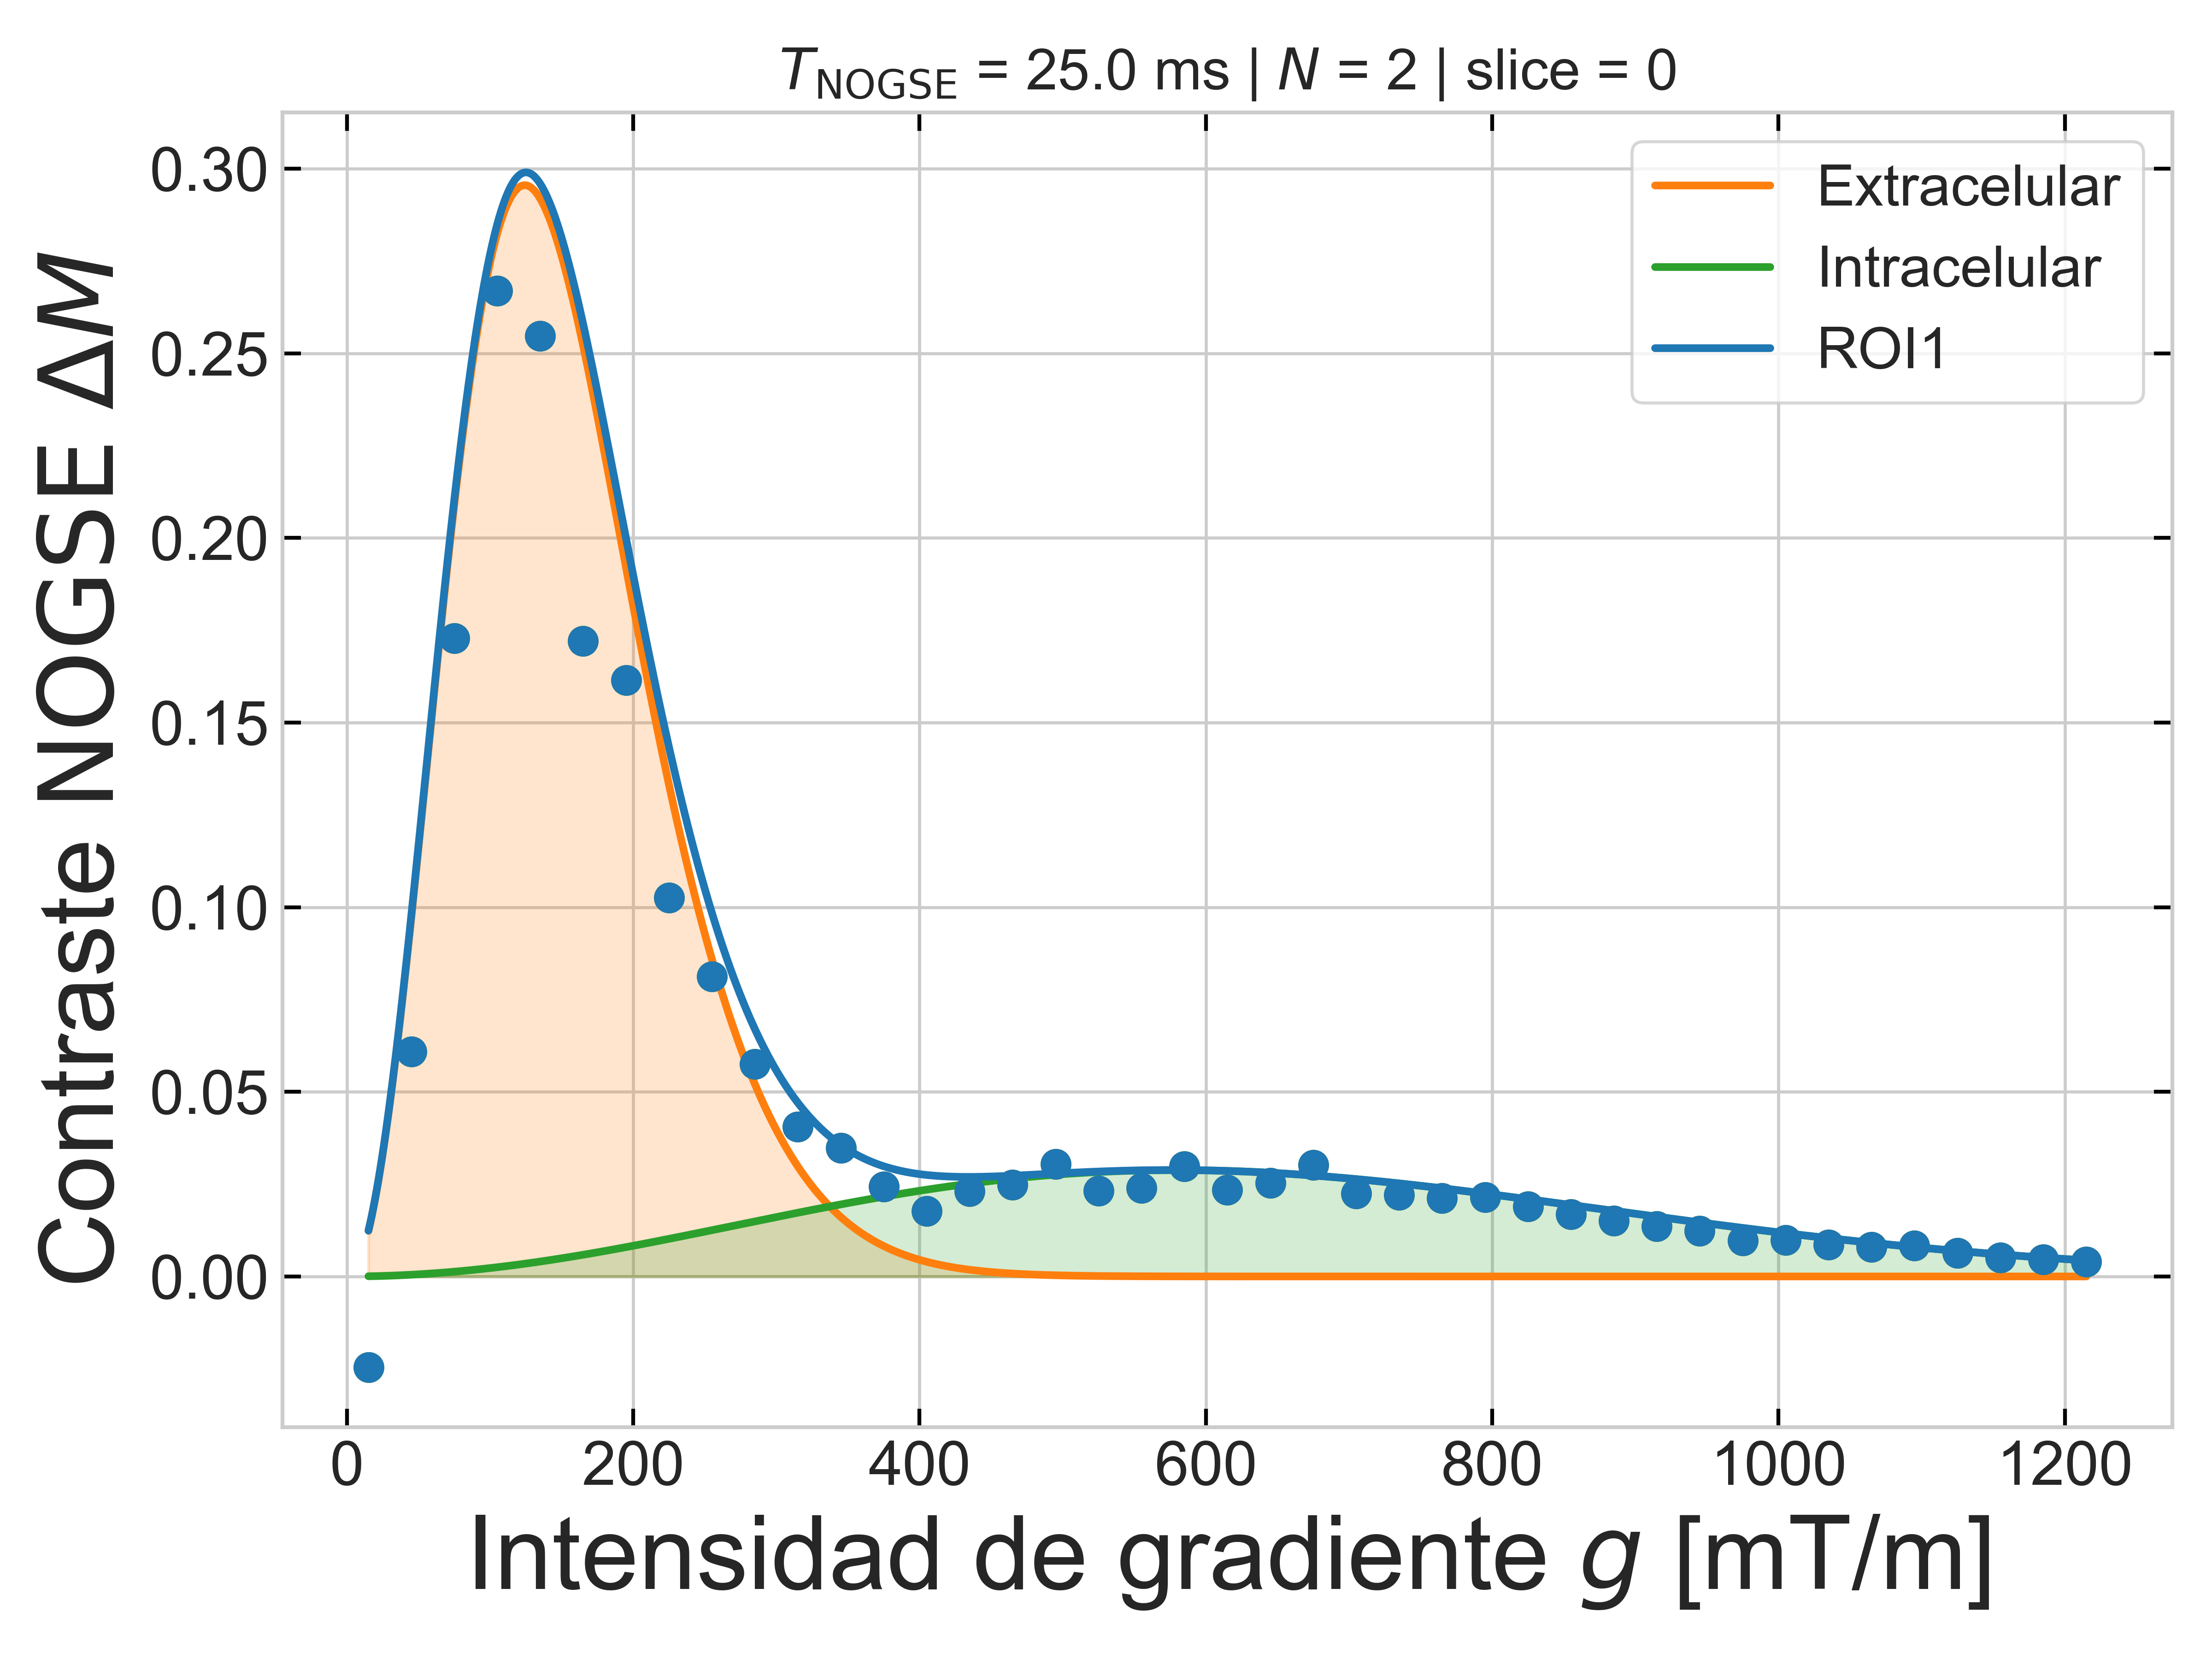 T_NOGSE = 25.0 ms | N = 2 | slice = 0
Contraste NOGSE ΔM
0.30
0.25
0.20
0.15
0.10
0.05
0.00
Extracelular
Intracelular
ROI1
0 200 400 600 800 1000 1200
Intensidad de gradiente g [mT/m]